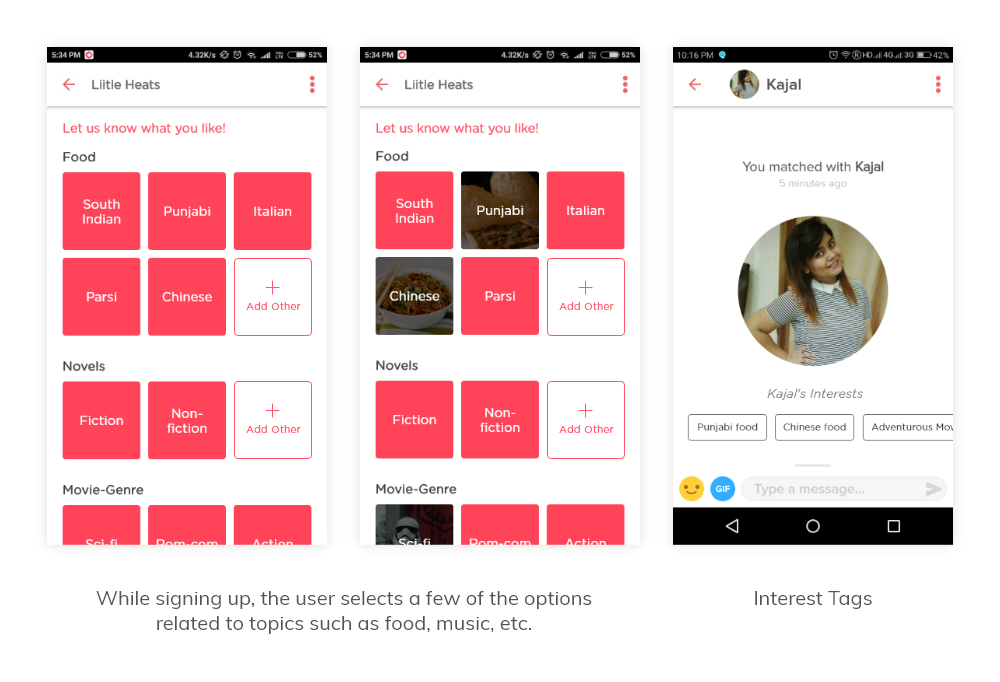 5:34 PM
4.32K/s
52%
Liitle Heats
Let us know what you like!
Food
South
Indian
Punjabi
Italian
Parsi
Chinese
Add Other
Novels
Fiction
Non-
fiction
Add Other
Movie-Genre
Sci-fi
Rom-com
Action
5:34 PM
4.32K/s
52%
Liitle Heats
Let us know what you like!
Food
South
Indian
Punjabi
Italian
Chinese
Parsi
Add Other
Novels
Fiction
Non-
fiction
Add Other
Movie-Genre
Sci-fi
Rom-com
Action
10:16 PM
HD 4G 3G 42%
Kajal
You matched with Kajal
5 minutes ago
Kajal's Interests
Punjabi food
Chinese food
Adventurous Mov
GIF
Type a message...
While signing up, the user selects a few of the options
related to topics such as food, music, etc.
Interest Tags